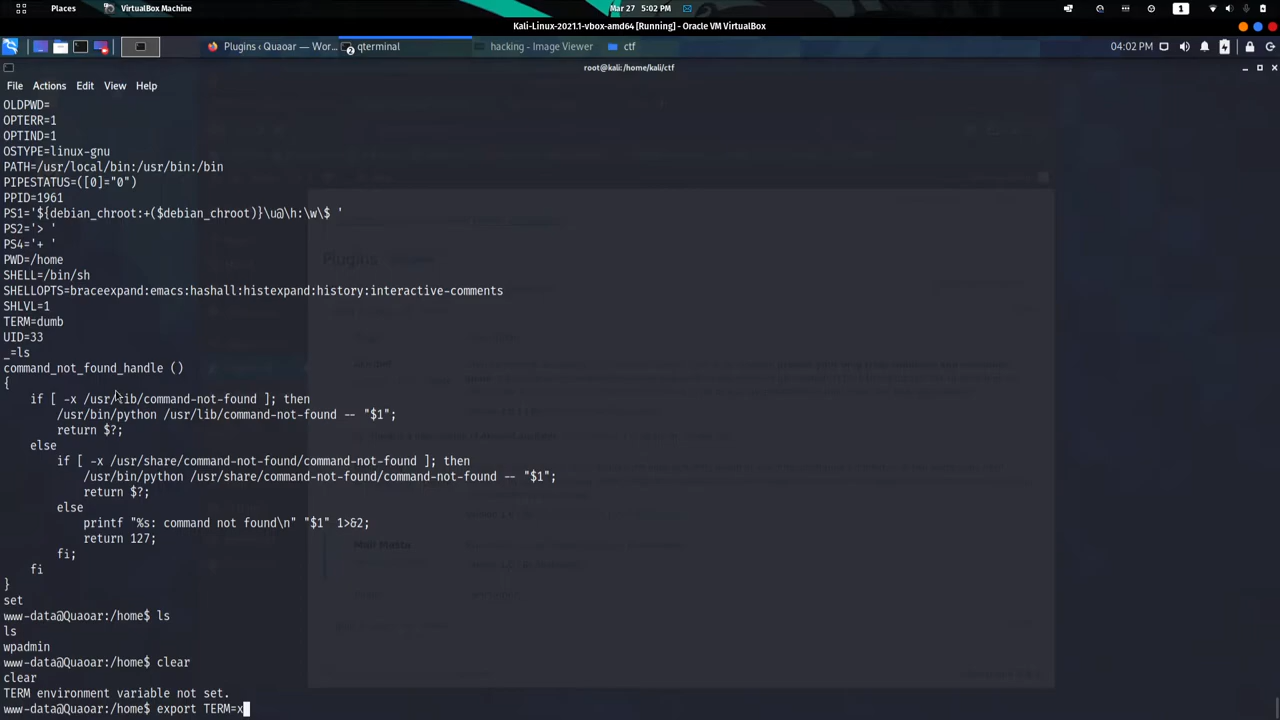 Places VirtualBox Machine Mar 27 5:02 PM 1
Kali-Linux-2021.1-vbox-amd64 [Running] - Oracle VM VirtualBox
Plugins ‹ Quaoar — Wor... qterminal hacking - Image Viewer ctf 04:02 PM
root@kali:/home/kali/ctf
File Actions Edit View Help
OLDPWD=
OPTERR=1
OPTIND=1
OSTYPE=linux-gnu
PATH=/usr/local/bin:/usr/bin:/bin
PIPESTATUS=([0]="0")
PPID=1961
PS1='${debian_chroot:+($debian_chroot)}\u@\h:\w\$ '
PS2='> '
PS4='+ '
PWD=/home
SHELL=/bin/sh
SHELLOPTS=braceexpand:emacs:hashall:histexpand:history:interactive-comments
SHLVL=1
TERM=dumb
UID=33
_=ls
command_not_found_handle ()
{
    if [ -x /usr/lib/command-not-found ]; then
        /usr/bin/python /usr/lib/command-not-found -- "$1";
        return $?;
    else
        if [ -x /usr/share/command-not-found/command-not-found ]; then
            /usr/bin/python /usr/share/command-not-found/command-not-found -- "$1";
            return $?;
        else
            printf "%s: command not found\n" "$1" 1>&2;
            return 127;
        fi;
    fi
}
set
www-data@Quaoar:/home$ ls
ls
wpadmin
www-data@Quaoar:/home$ clear
clear
TERM environment variable not set.
www-data@Quaoar:/home$ export TERM=x
Plugins
Mail Masta